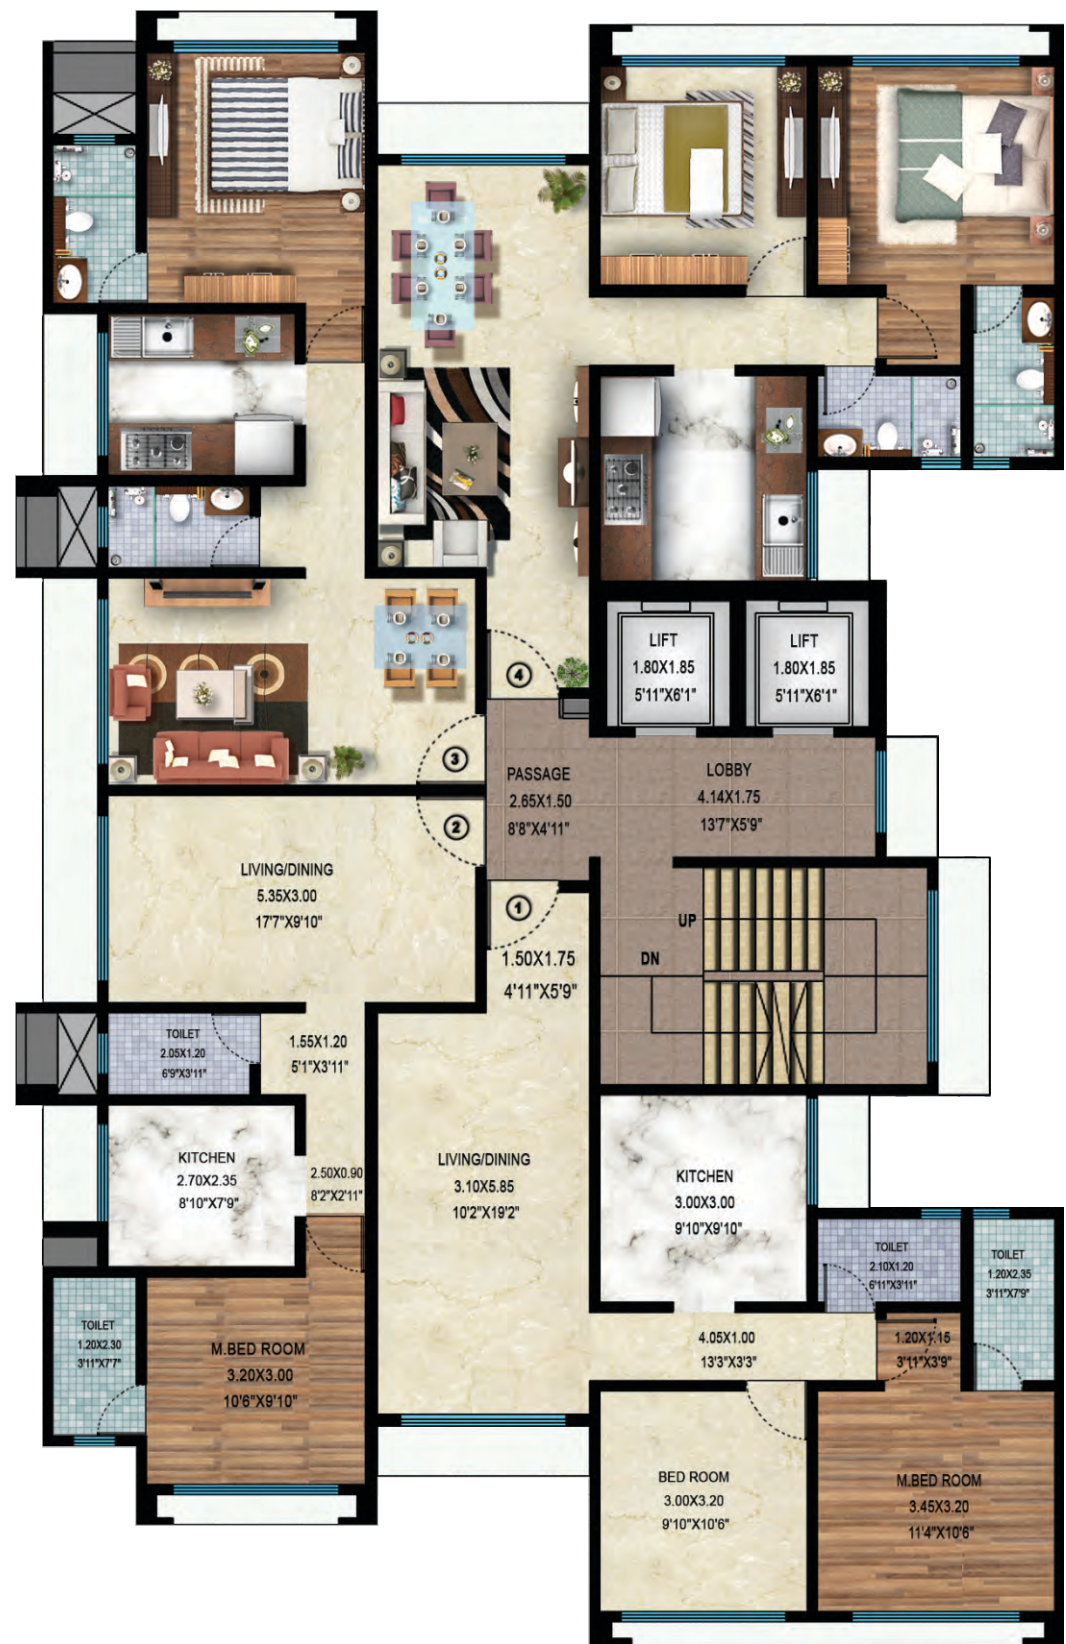 LIFT
1.80X1.85
5'11"X6'1"
LIFT
1.80X1.85
5'11"X6'1"
4
3
PASSAGE
2.65X1.50
8'8"X4'11"
LOBBY
4.14X1.75
13'7"X5'9"
2
LIVING/DINING
5.35X3.00
17'7"X9'10"
1
1.50X1.75
4'11"X5'9"
UP
DN
TOILET
2.05X1.20
6'9"X3'11"
1.55X1.20
5'1"X3'11"
KITCHEN
2.70X2.35
8'10"X7'9"
2.50X0.90
8'2"X2'11"
LIVING/DINING
3.10X5.85
10'2"X19'2"
KITCHEN
3.00X3.00
9'10"X9'10"
TOILET
2.10X1.20
6'11"X3'11"
TOILET
1.20X2.35
3'11"X7'9"
TOILET
1.20X2.30
3'11"X7'7"
M.BED ROOM
3.20X3.00
10'6"X9'10"
4.05X1.00
13'3"X3'3"
1.20X1.15
3'11"X3'9"
BED ROOM
3.00X3.20
9'10"X10'6"
M.BED ROOM
3.45X3.20
11'4"X10'6"